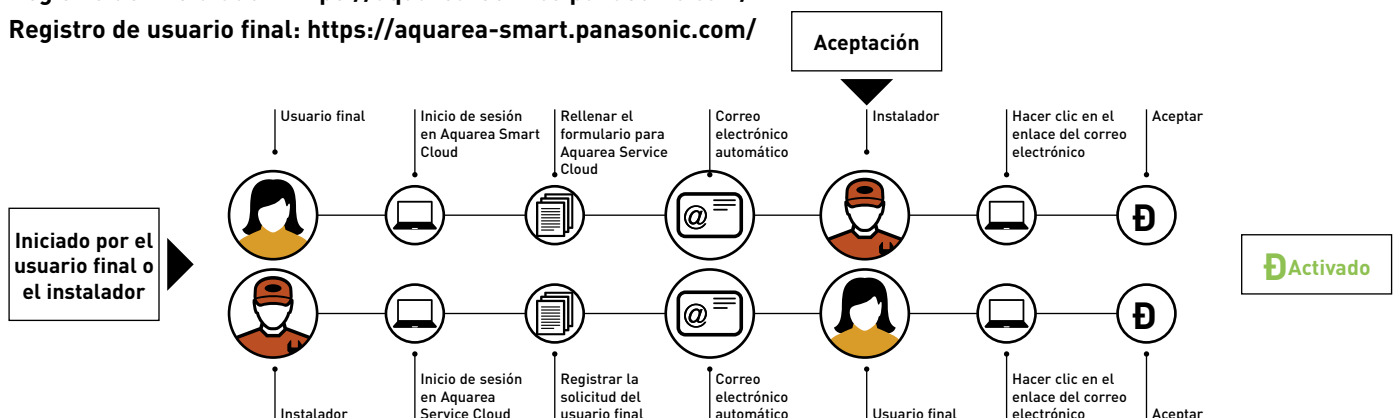 Registro de usuario final: https://aquarea-smart.panasonic.com/
Aceptación
Usuario final
Inicio de sesión
en Aquarea Smart
Cloud
Rellenar el
formulario para
Aquarea Service
Cloud
Correo
electrónico
automático
Instalador
Hacer clic en el
enlace del correo
electrónico
Aceptar
Iniciado por el
usuario final o
el instalador
@
Đ
ĐActivado
@
Đ
Instalador
Inicio de sesión
en Aquarea
Service Cloud
Registrar la
solicitud del
usuario final
Correo
electrónico
automático
Usuario final
Hacer clic en el
enlace del correo
electrónico
Aceptar